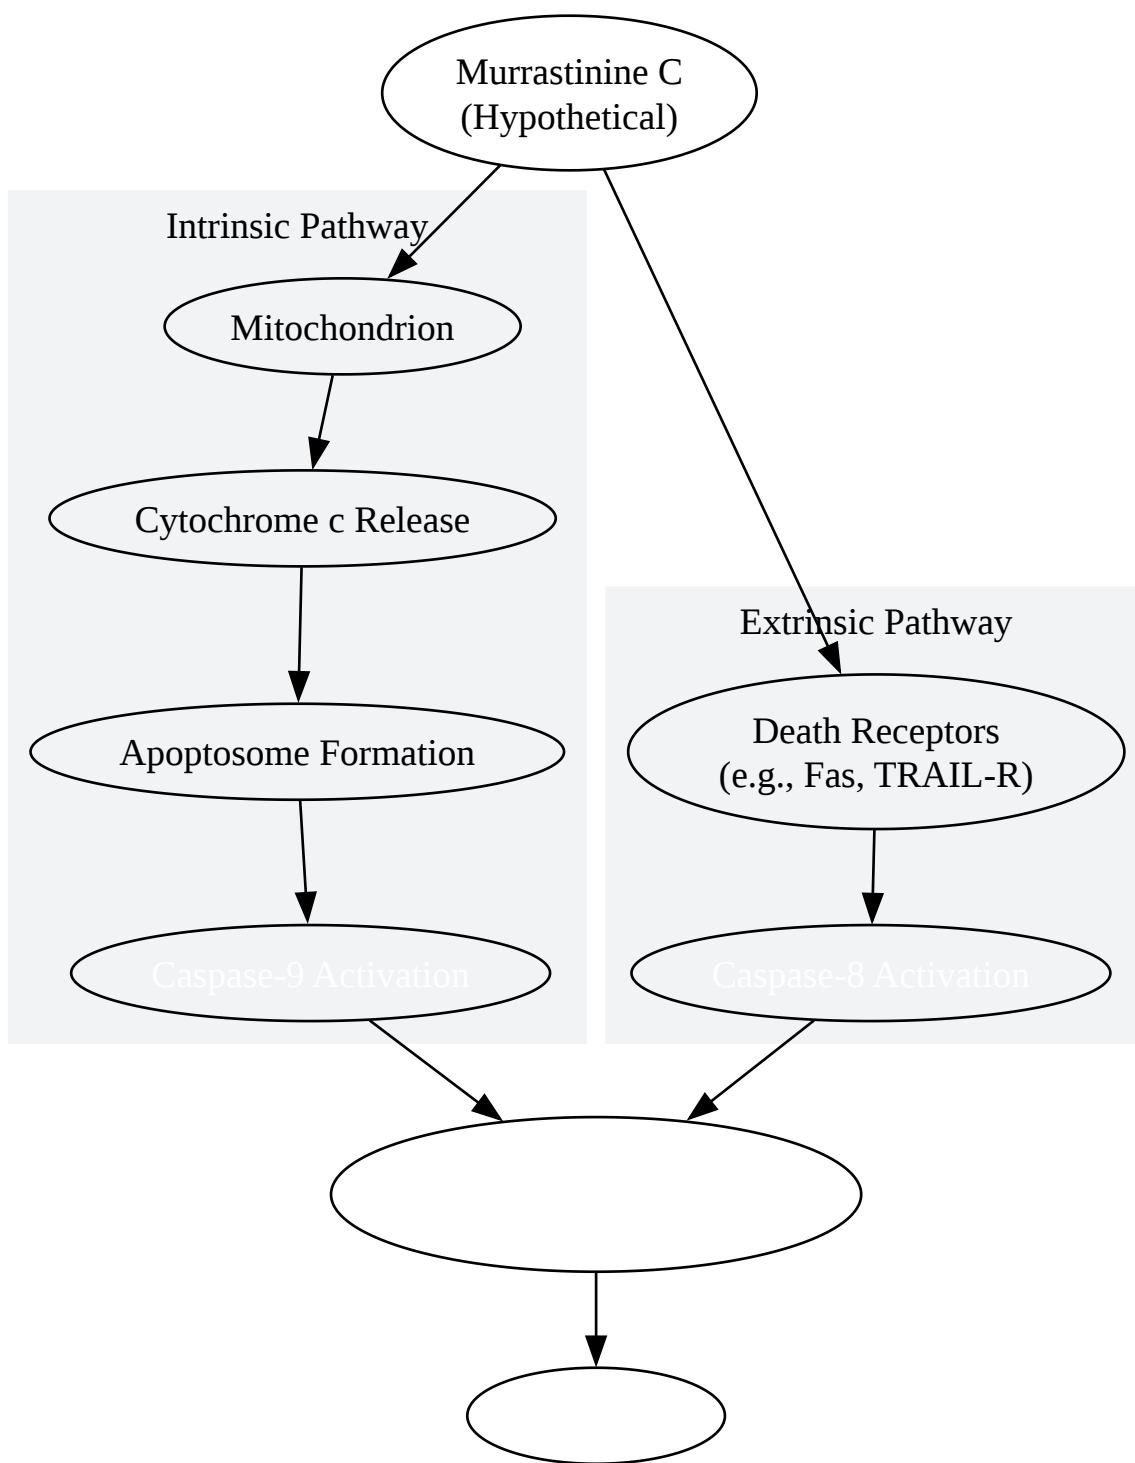 Murrastinine C
(Hypothetical)
Intrinsic Pathway
Mitochondrion
Cytochrome c Release
Extrinsic Pathway
Apoptosome Formation
Death Receptors
(e.g., Fas, TRAIL-R)
Caspase-9 Activation
Caspase-8 Activation